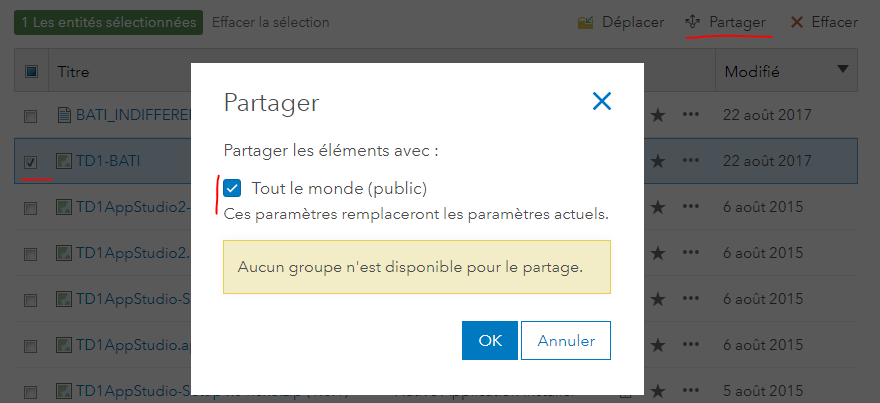 1 Les entités sélectionnées Effacer la sélection Déplacer Partager Effacer
Titre Modifié
BATI_INDIFFEREN 22 août 2017
TD1-BATI 22 août 2017
TD1AppStudio2- 6 août 2015
TD1AppStudio2. 6 août 2015
TD1AppStudio-S 6 août 2015
TD1AppStudio.ap 6 août 2015
5 août 2015
Partager
Partager les éléments avec :
Tout le monde (public)
Ces paramètres remplaceront les paramètres actuels.
Aucun groupe n'est disponible pour le partage.
OK Annuler